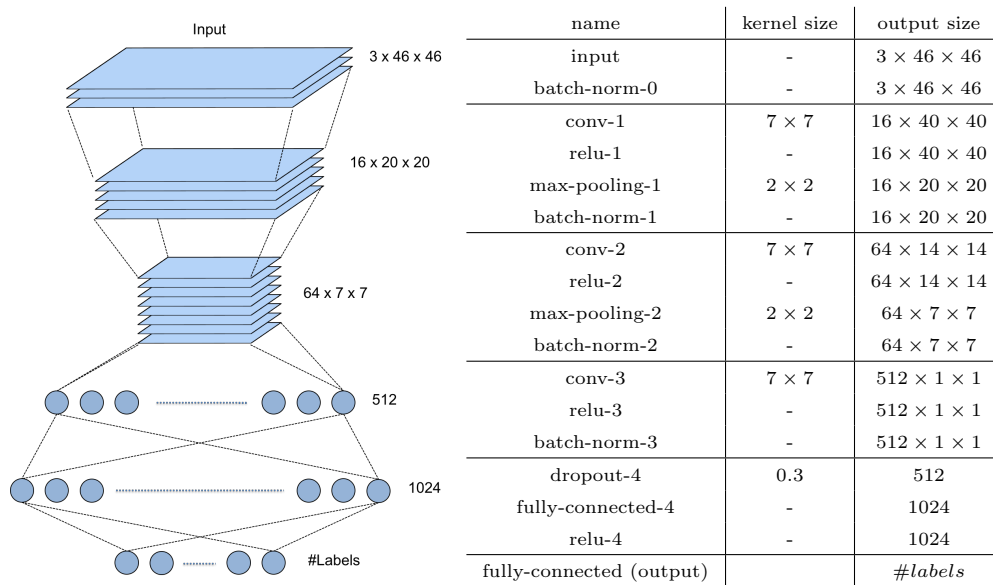 Input
3 x 46 x 46
16 x 20 x 20
64 x 7 x 7
512
1024
#Labels
name kernel size output size
input - 3 × 46 × 46
batch-norm-0 - 3 × 46 × 46
conv-1 7 × 7 16 × 40 × 40
relu-1 - 16 × 40 × 40
max-pooling-1 2 × 2 16 × 20 × 20
batch-norm-1 - 16 × 20 × 20
conv-2 7 × 7 64 × 14 × 14
relu-2 - 64 × 14 × 14
max-pooling-2 2 × 2 64 × 7 × 7
batch-norm-2 - 64 × 7 × 7
conv-3 7 × 7 512 × 1 × 1
relu-3 - 512 × 1 × 1
batch-norm-3 - 512 × 1 × 1
dropout-4 0.3 512
fully-connected-4 - 1024
relu-4 - 1024
fully-connected (output) #labels